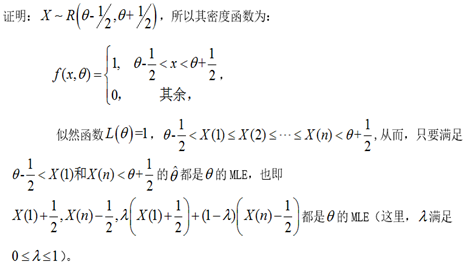 证明：X ~ R(θ-1/2,θ+1/2)，所以其密度函数为：
f(x,θ)={1, θ-1/2<x<θ+1/2, 0, 其余,
似然函数L(θ)=1，θ-1/2<X(1)≤X(2)≤⋯≤X(n)<θ+1/2,从而，只要满足
θ-1/2<X(1)和X(n)<θ+1/2的θ̂都是θ的MLE，也即
X(1)+1/2,X(n)-1/2,λ(X(1)+1/2)+(1-λ)(X(n)-1/2)都是θ的MLE（这里，λ满足
0≤λ≤1）。